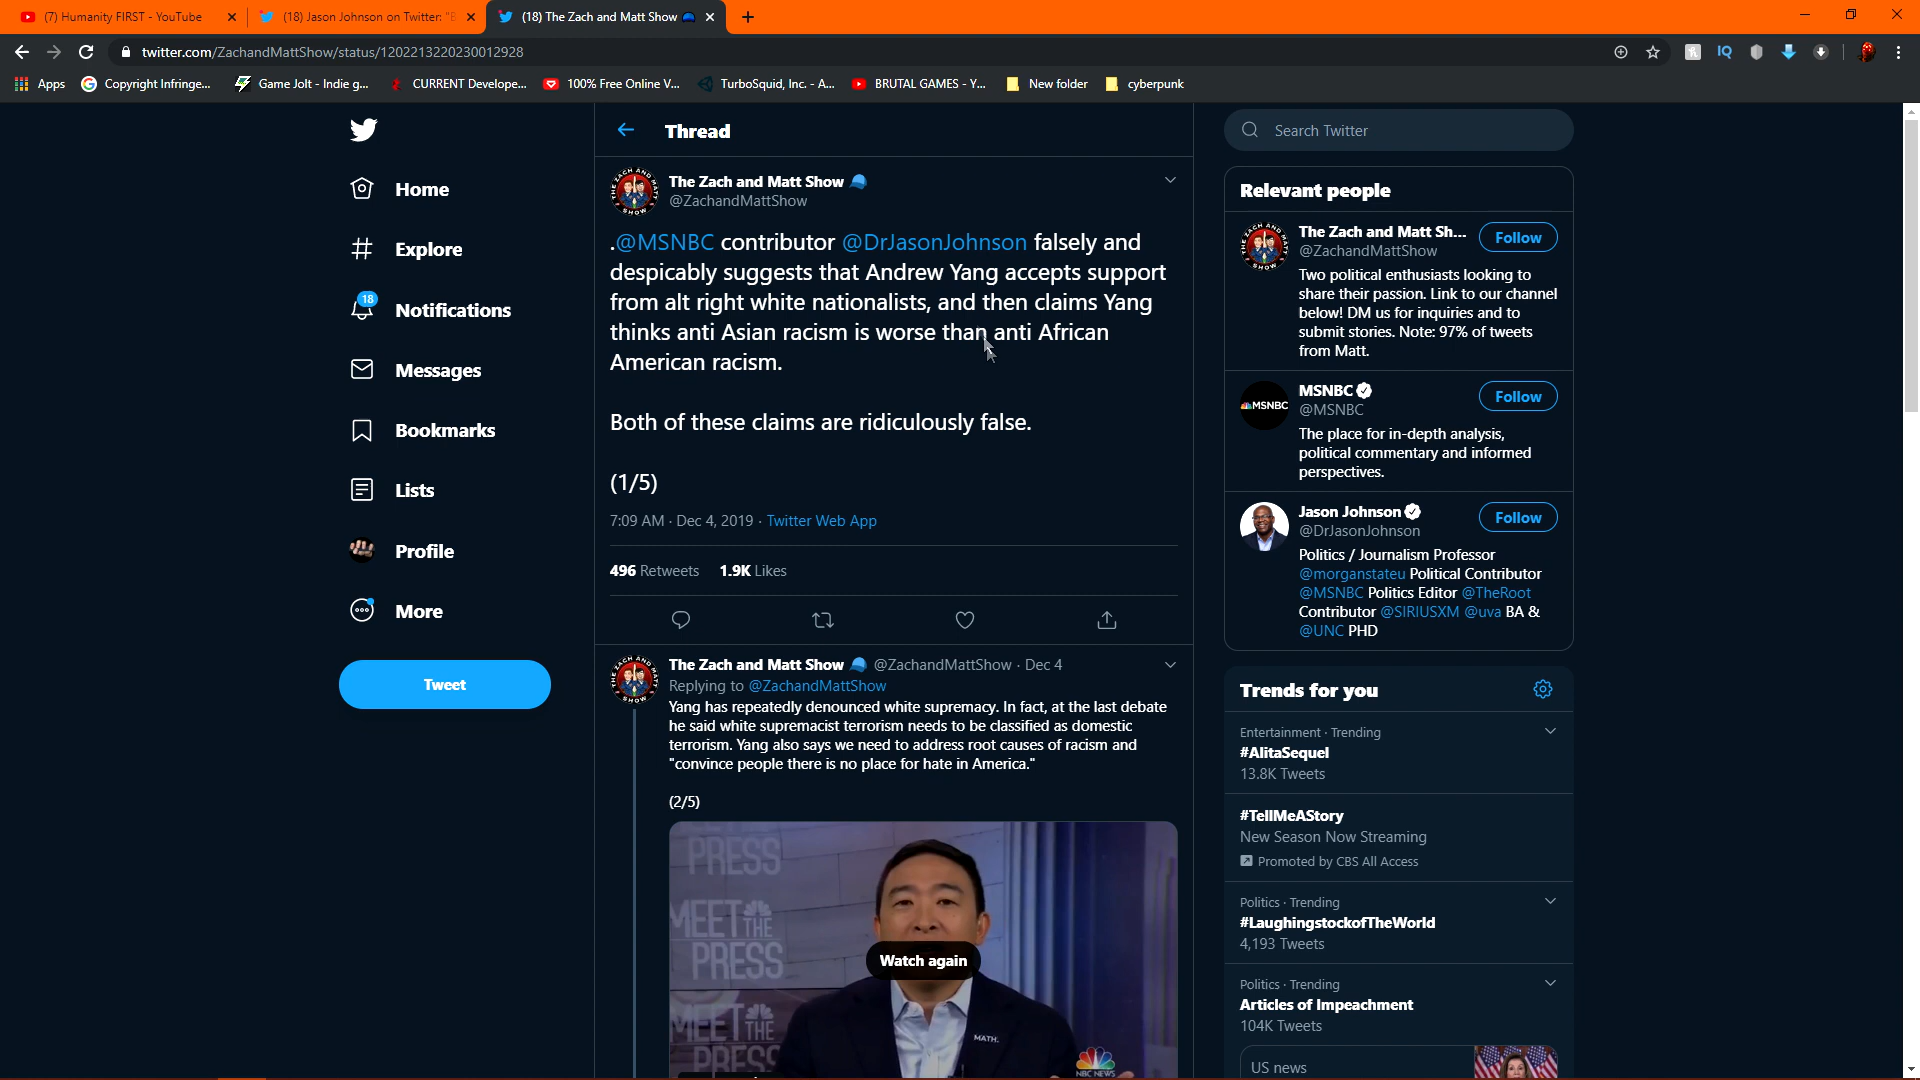 (7) Humanity FIRST - YouTube
(18) Jason Johnson on Twitter: "E
(18) The Zach and Matt Show
twitter.com/ZachandMattShow/status/1202213220230012928
Apps
Copyright Infringe...
Game Jolt - Indie g...
CURRENT Develope...
100% Free Online V...
TurboSquid, Inc. - A...
BRUTAL GAMES - Y...
New folder
cyberpunk
Home
Explore
18
Notifications
Messages
Bookmarks
Lists
Profile
More
Tweet
Thread
The Zach and Matt Show
@ZachandMattShow
.@MSNBC contributor @DrJasonJohnson falsely and
despicably suggests that Andrew Yang accepts support
from alt right white nationalists, and then claims Yang
thinks anti Asian racism is worse than anti African
American racism.
Both of these claims are ridiculously false.
(1/5)
7:09 AM · Dec 4, 2019 · Twitter Web App
496 Retweets 1.9K Likes
The Zach and Matt Show @ZachandMattShow · Dec 4
Replying to @ZachandMattShow
Yang has repeatedly denounced white supremacy. In fact, at the last debate
he said white supremacist terrorism needs to be classified as domestic
terrorism. Yang also says we need to address root causes of racism and
"convince people there is no place for hate in America."
(2/5)
PRESS
MEET THE
PRESS
MEET THE
PRESS
Watch again
MATH.
NBC NEWS
Search Twitter
Relevant people
The Zach and Matt Sh...
@ZachandMattShow
Follow
Two political enthusiasts looking to
share their passion. Link to our channel
below! DM us for inquiries and to
submit stories. Note: 97% of tweets
from Matt.
MSNBC
MSNBC
@MSNBC
Follow
The place for in-depth analysis,
political commentary and informed
perspectives.
Jason Johnson
@DrJasonJohnson
Follow
Politics / Journalism Professor
@morganstateu Political Contributor
@MSNBC Politics Editor @TheRoot
Contributor @SIRIUSXM @uva BA &
@UNC PHD
Trends for you
Entertainment · Trending
#AlitaSequel
13.8K Tweets
#TellMeAStory
New Season Now Streaming
Promoted by CBS All Access
Politics · Trending
#LaughingstockofTheWorld
4,193 Tweets
Politics · Trending
Articles of Impeachment
104K Tweets
US news